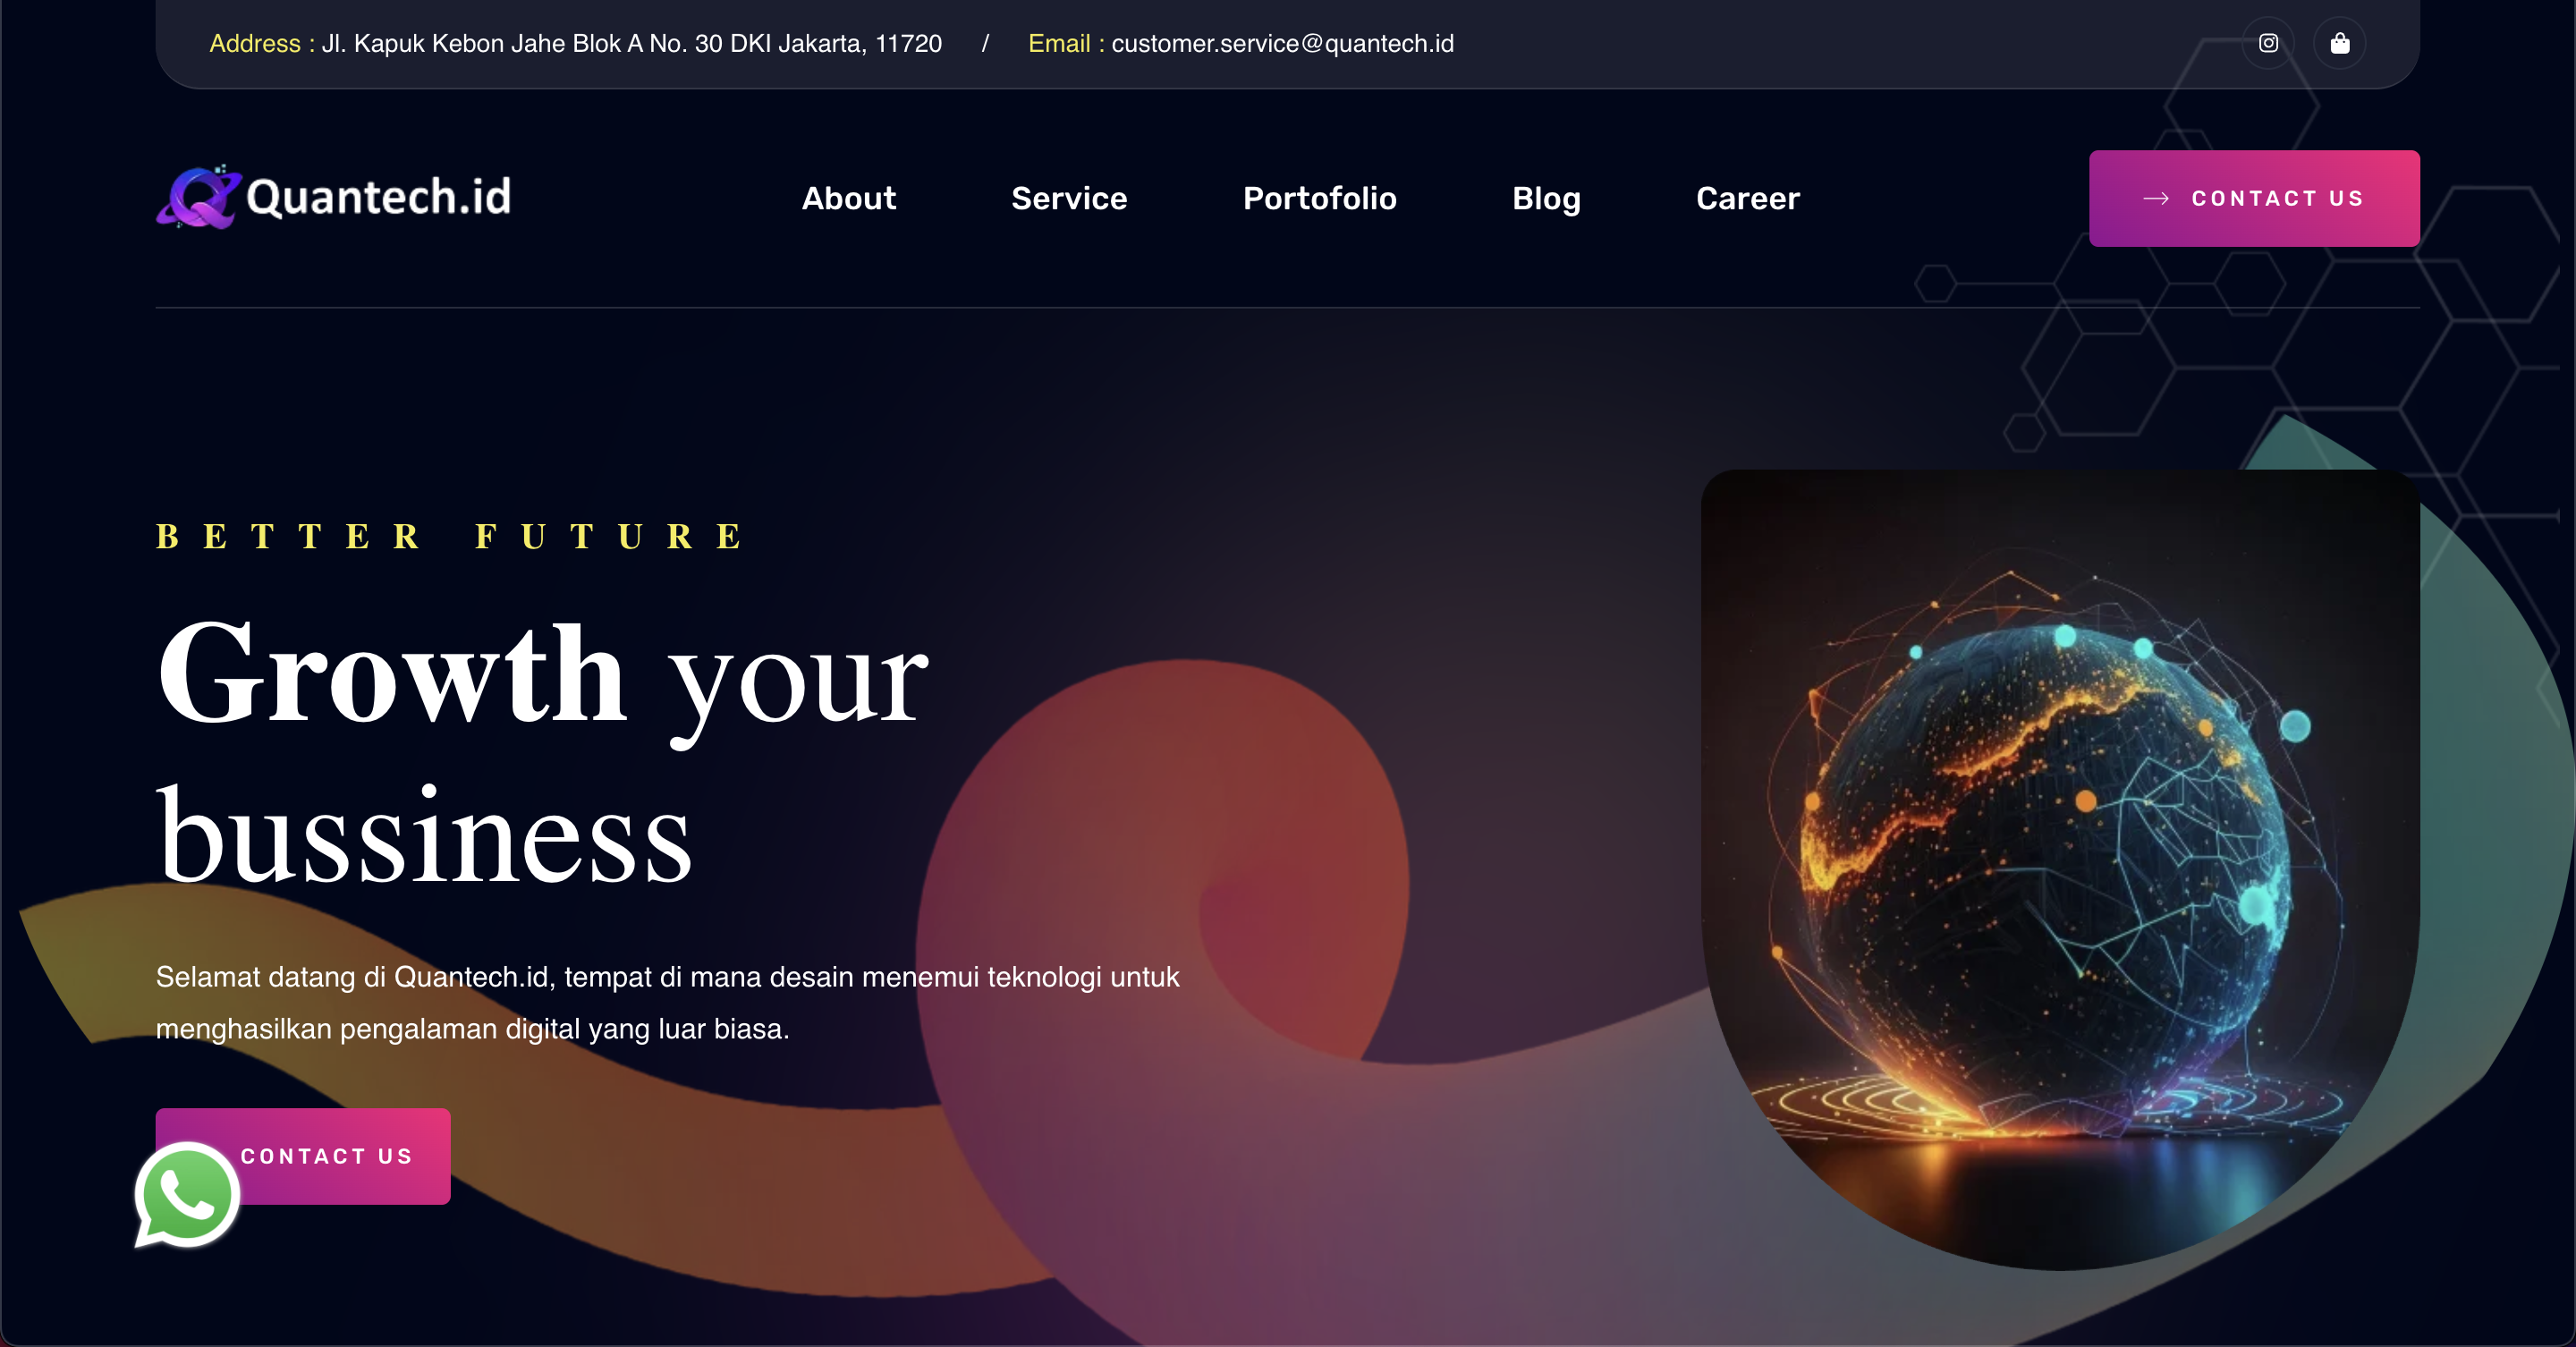 Address : Jl. Kapuk Kebon Jahe Blok A No. 30 DKI Jakarta, 11720 / Email : customer.service@quantech.id
Quantech.id
About Service Portofolio Blog Career
CONTACT US
BETTER FUTURE
Growth your
bussiness
Selamat datang di Quantech.id, tempat di mana desain menemui teknologi untuk
menghasilkan pengalaman digital yang luar biasa.
CONTACT US